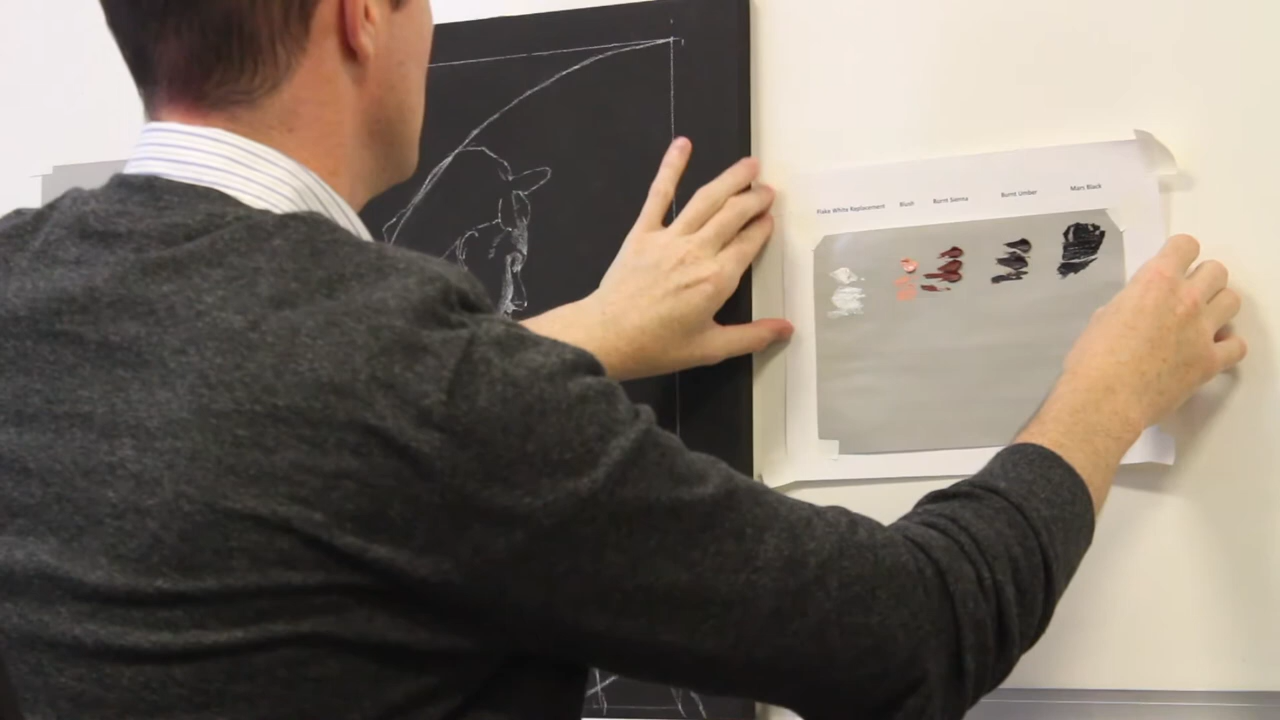 Flake White Replacement
Blush
Burnt Sienna
Burnt Umber
Mars Black